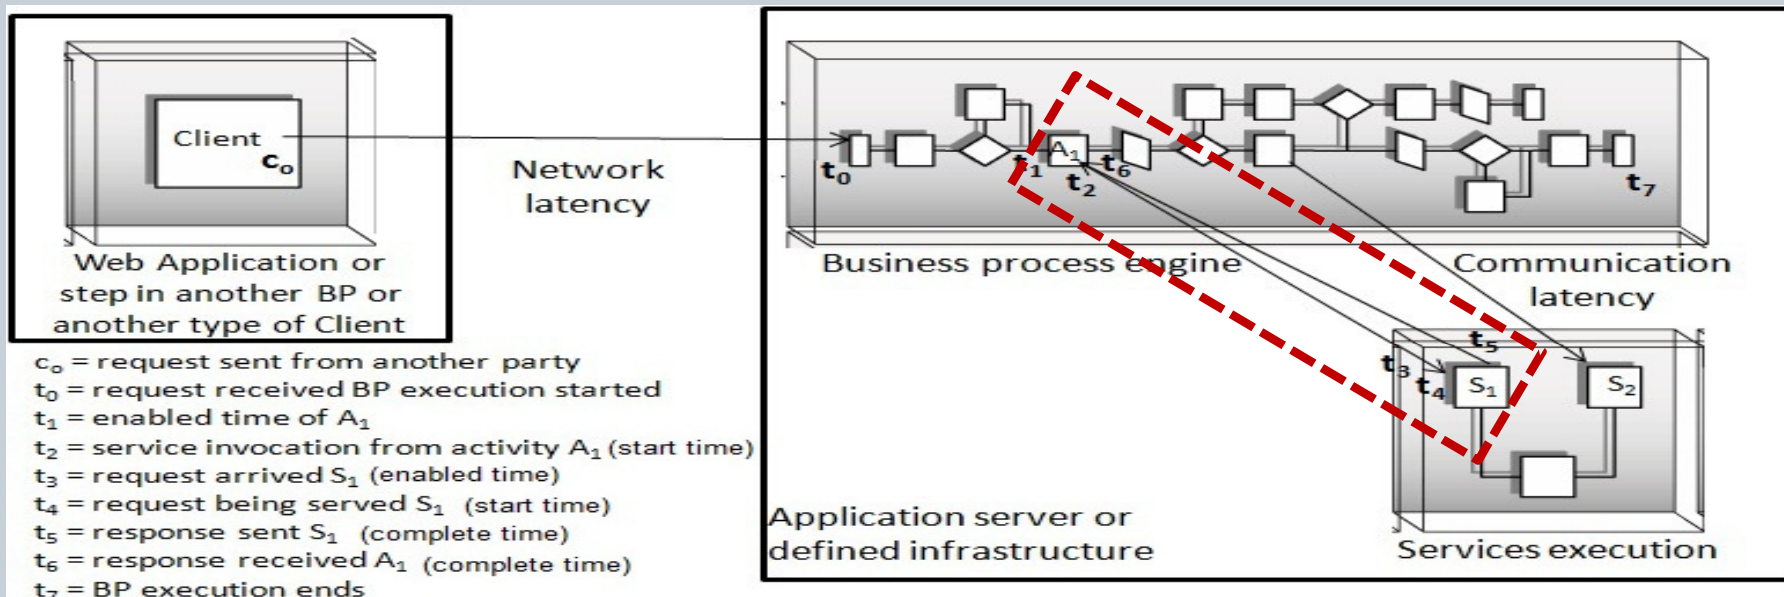 Client
c₀
Network
latency
Web Application or
step in another BP or
another type of Client
t₀
t₁
A₁
t₂
t₆
t₇
Business process engine
Communication
latency
t₃
t₄
t₅
S₁
S₂
Application server or
defined infrastructure
Services execution
cₒ = request sent from another party
t₀ = request received BP execution started
t₁ = enabled time of A₁
t₂ = service invocation from activity A₁ (start time)
t₃ = request arrived S₁ (enabled time)
t₄ = request being served S₁ (start time)
t₅ = response sent S₁ (complete time)
t₆ = response received A₁ (complete time)
t₇ = BP execution ends